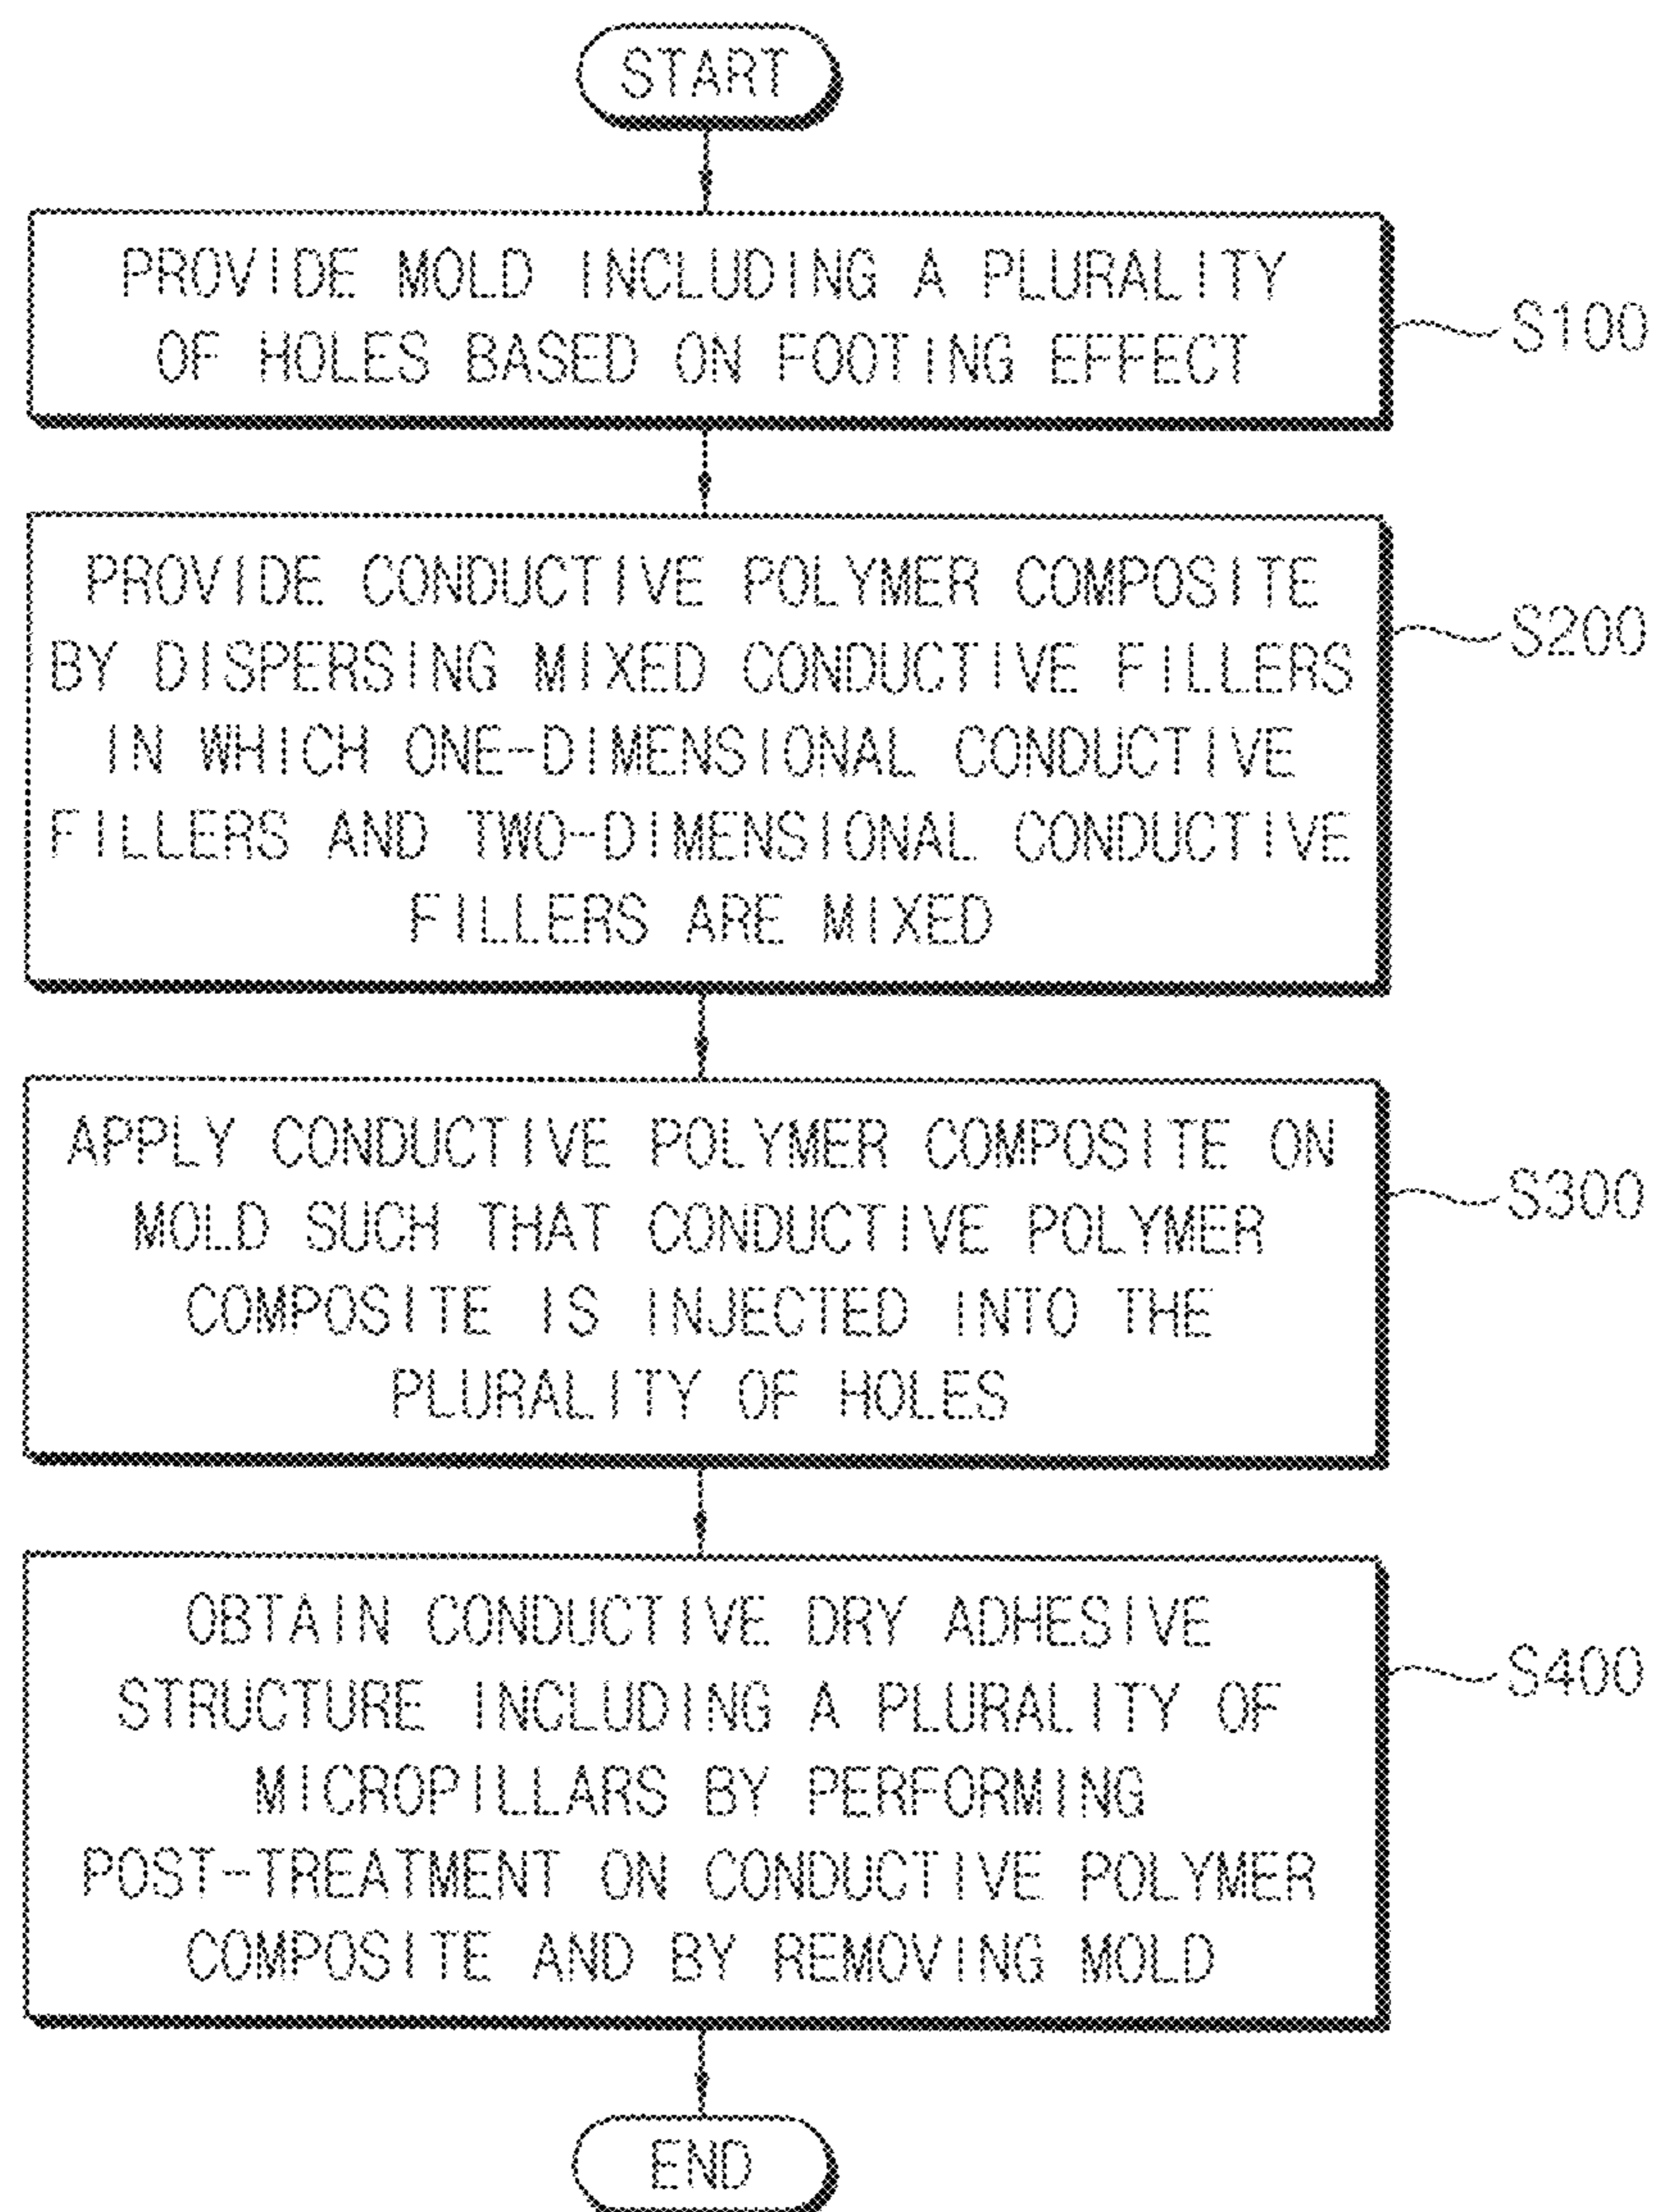 START
PROVIDE MOLD INCLUDING A PLURALITY
OF HOLES BASED ON FOOTING EFFECT
S100
PROVIDE CONDUCTIVE POLYMER COMPOSITE
BY DISPERSING MIXED CONDUCTIVE FILLERS
IN WHICH ONE-DIMENSIONAL CONDUCTIVE
FILLERS AND TWO-DIMENSIONAL CONDUCTIVE
FILLERS ARE MIXED
S200
APPLY CONDUCTIVE POLYMER COMPOSITE ON
MOLD SUCH THAT CONDUCTIVE POLYMER
COMPOSITE IS INJECTED INTO THE
PLURALITY OF HOLES
S300
OBTAIN CONDUCTIVE DRY ADHESIVE
STRUCTURE INCLUDING A PLURALITY OF
MICROPILLARS BY PERFORMING
POST-TREATMENT ON CONDUCTIVE POLYMER
COMPOSITE AND BY REMOVING MOLD
S400
END